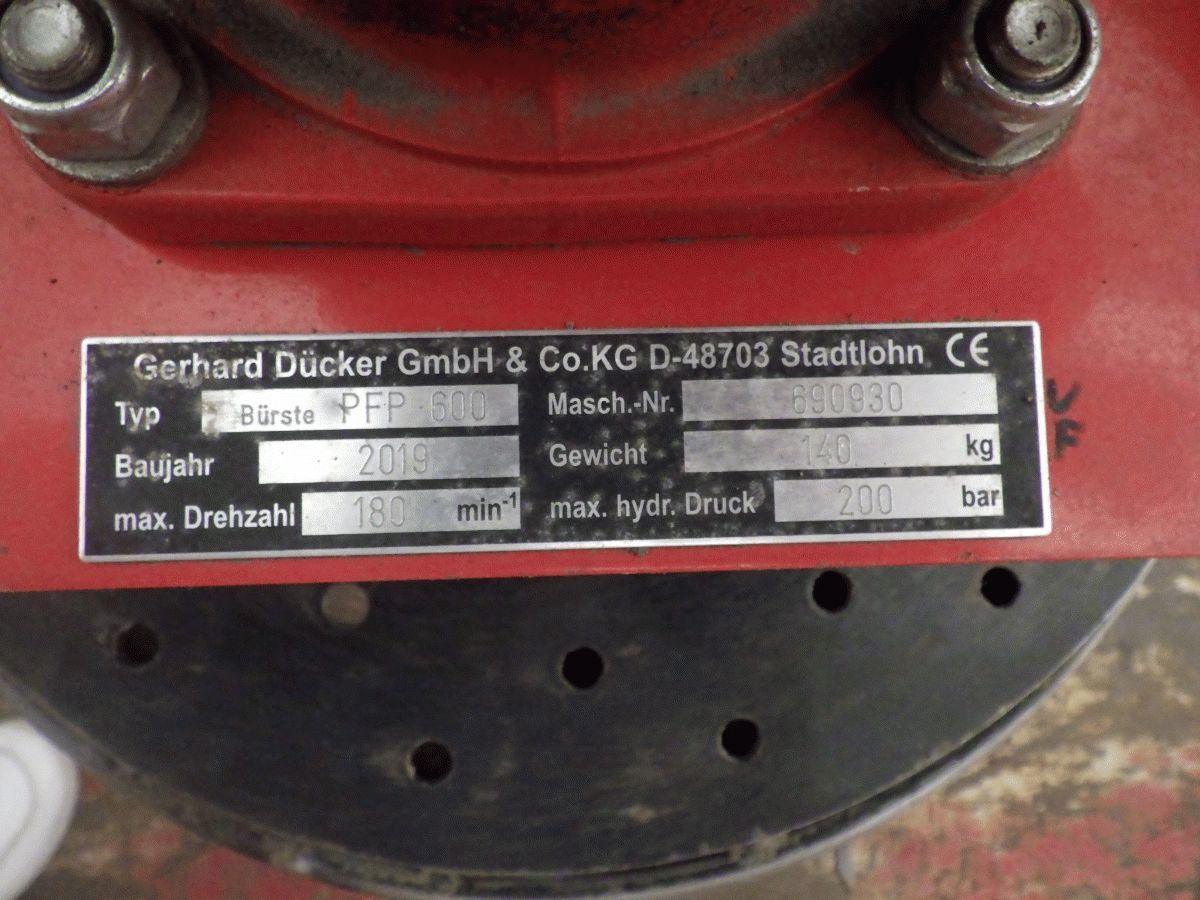 Gerhard Dücker GmbH & Co.KG D-48703 Stadtlohn CE
Typ Bürste PFP 600 Masch.-Nr. 690930
Baujahr 2019 Gewicht 140 kg
max. Drehzahl 180 min⁻¹ max. hydr. Druck 200 bar
V
F